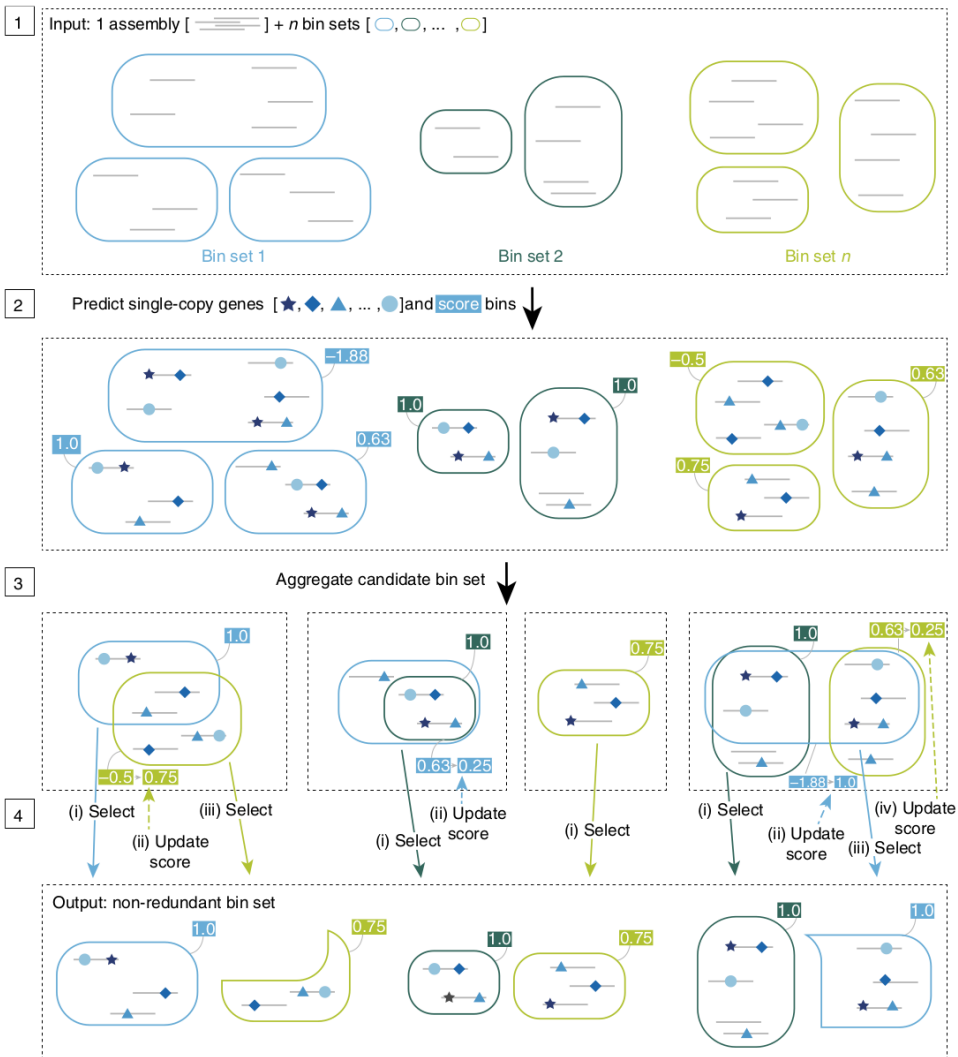 1
Input: 1 assembly [ ] + n bin sets [ , , ... , ]
Bin set 1
Bin set 2
Bin set n
2
Predict single-copy genes [ , , , ... , ]and score bins
−1.88
1.0
0.63
1.0
1.0
−0.5
0.63
0.75
3
Aggregate candidate bin set
1.0
−0.5 0.75
1.0
0.63 0.25
0.75
1.0
0.63 0.25
−1.88 1.0
4
(i) Select
(ii) Update
score
(iii) Select
(i) Select
(ii) Update
score
(i) Select
(i) Select
(ii) Update
score
(iii) Select
(iv) Update
score
Output: non-redundant bin set
1.0
0.75
1.0
0.75
1.0
1.0